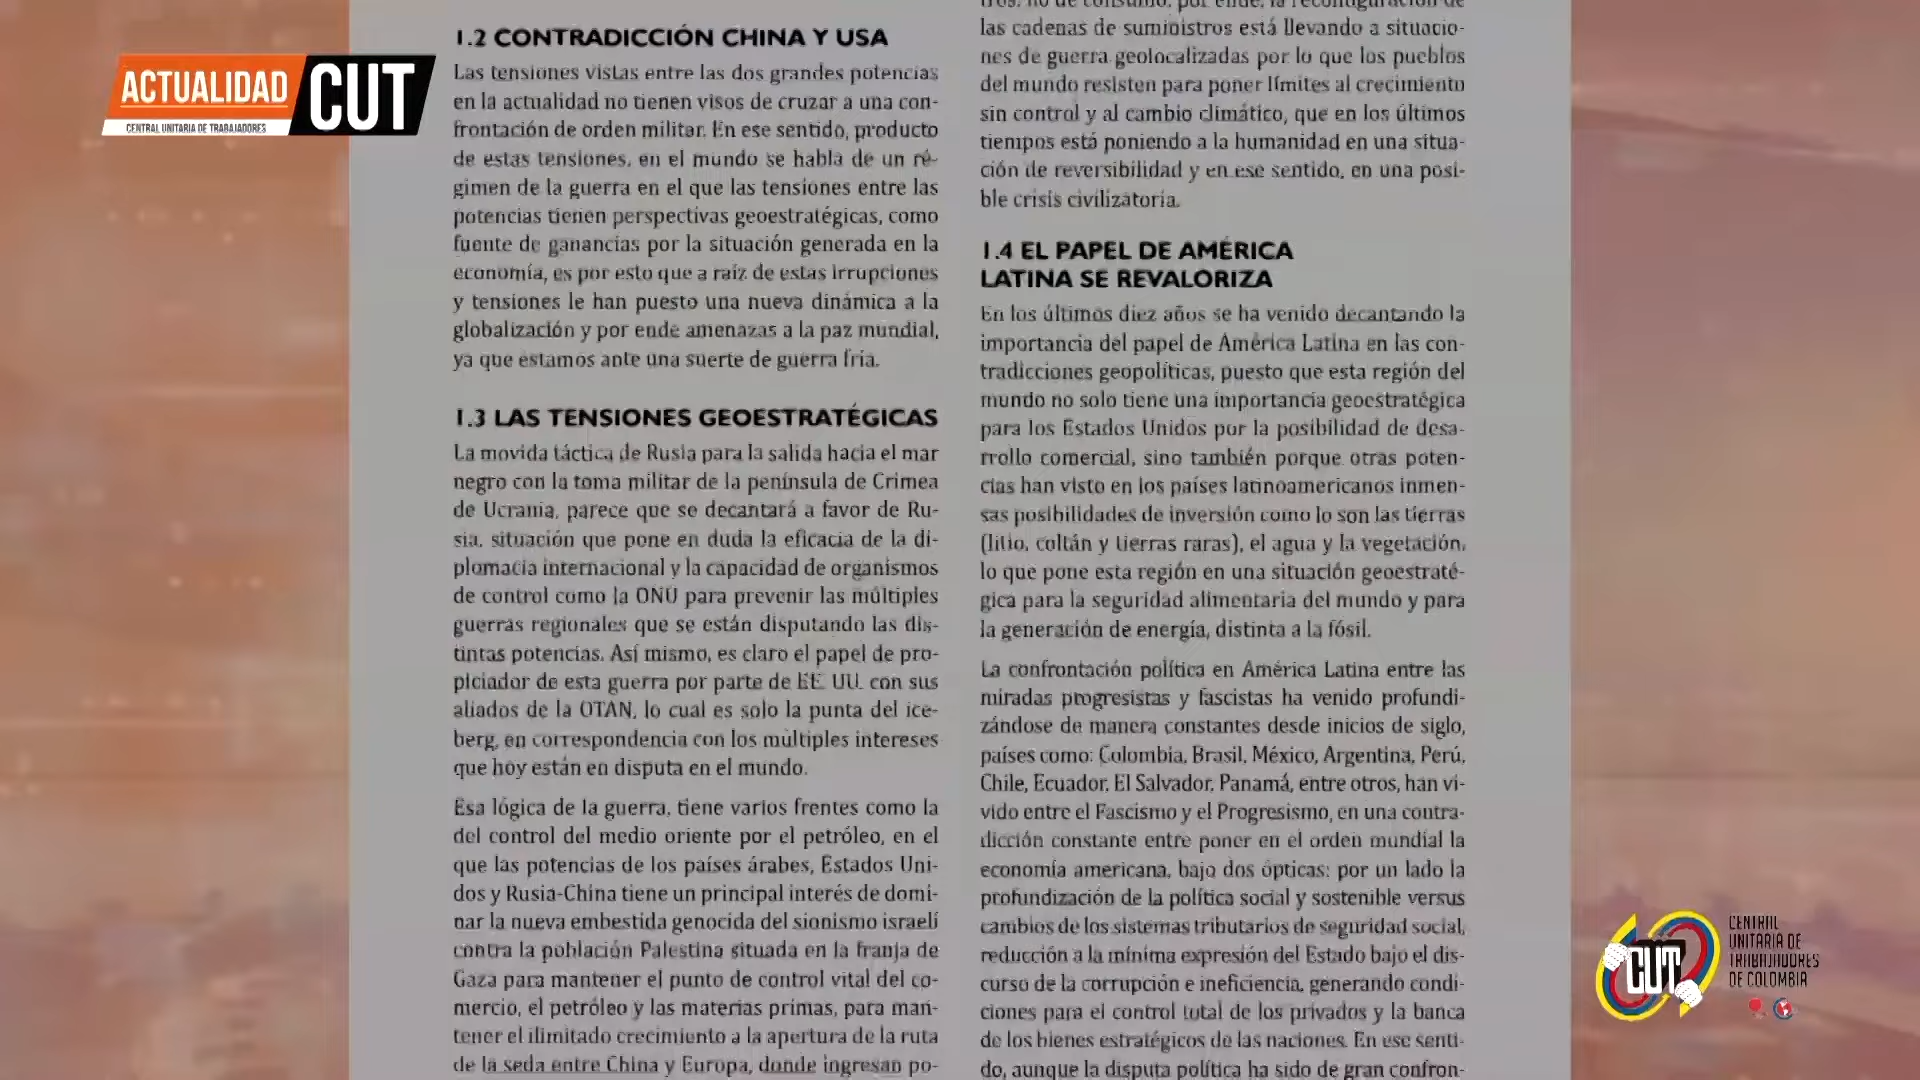 ACTUALIDAD CUT
CENTRAL UNITARIA DE TRABAJADORES
1.2 CONTRADICCIÓN CHINA Y USA
Las tensiones vistas entre las dos grandes potencias
en la actualidad no tienen visos de cruzar a una con-
frontación de orden militar. En ese sentido, producto
de estas tensiones, en el mundo se habla de un ré-
gimen de la guerra en el que las tensiones entre las
potencias tienen perspectivas geoestratégicas, como
fuente de ganancias por la situación generada en la
economía, es por esto que a raíz de estas irrupciones
y tensiones le han puesto una nueva dinámica a la
globalización y por ende amenazas a la paz mundial,
ya que estamos ante una suerte de guerra fría.
1.3 LAS TENSIONES GEOESTRATÉGICAS
La movida táctica de Rusia para la salida hacia el mar
negro con la toma militar de la península de Crimea
de Ucrania, parece que se decantará a favor de Ru-
sia, situación que pone en duda la eficacia de la di-
plomacia internacional y la capacidad de organismos
de control como la ONU para prevenir las múltiples
guerras regionales que se están disputando las dis-
tintas potencias. Así mismo, es claro el papel de pro-
piciador de esta guerra por parte de EE. UU. con sus
aliados de la OTAN, lo cual es solo la punta del ice-
berg, en correspondencia con los múltiples intereses
que hoy están en disputa en el mundo.
Esa lógica de la guerra, tiene varios frentes como la
del control del medio oriente por el petróleo, en el
que las potencias de los países árabes, Estados Uni-
dos y Rusia-China tiene un principal interés de domi-
nar la nueva embestida genocida del sionismo israelí
contra la población Palestina situada en la franja de
Gaza para mantener el punto de control vital del co-
mercio, el petróleo y las materias primas, para man-
tener el ilimitado crecimiento a la apertura de la ruta
de la seda entre China y Europa, donde ingresan po-
tros, no de consumo, por ende, la reconfiguración de
las cadenas de suministros está llevando a situacio-
nes de guerra geolocalizadas por lo que los pueblos
del mundo resisten para poner límites al crecimiento
sin control y al cambio climático, que en los últimos
tiempos está poniendo a la humanidad en una situa-
ción de reversibilidad y en ese sentido, en una posi-
ble crisis civilizatoria.
1.4 EL PAPEL DE AMÉRICA
LATINA SE REVALORIZA
En los últimos diez años se ha venido decantando la
importancia del papel de América Latina en las con-
tradicciones geopolíticas, puesto que esta región del
mundo no solo tiene una importancia geoestratégica
para los Estados Unidos por la posibilidad de desa-
rrollo comercial, sino también porque otras poten-
cias han visto en los países latinoamericanos inmen-
sas posibilidades de inversión como lo son las tierras
(litio, coltán y tierras raras), el agua y la vegetación,
lo que pone esta región en una situación geoestraté-
gica para la seguridad alimentaria del mundo y para
la generación de energía, distinta a la fósil.
La confrontación política en América Latina entre las
miradas progresistas y fascistas ha venido profundi-
zándose de manera constantes desde inicios de siglo,
países como: Colombia, Brasil, México, Argentina, Perú,
Chile, Ecuador, El Salvador, Panamá, entre otros, han vi-
vido entre el Fascismo y el Progresismo, en una contra-
dicción constante entre poner en el orden mundial la
economía americana, bajo dos ópticas: por un lado la
profundización de la política social y sostenible versus
cambios de los sistemas tributarios de seguridad social,
reducción a la mínima expresión del Estado bajo el dis-
curso de la corrupción e ineficiencia, generando condi-
ciones para el control total de los privados y la banca
de los bienes estratégicos de las naciones. En ese senti-
do, aunque la disputa política ha sido de gran confron-
CUT
CENTRAL
UNITARIA DE
TRABAJADORES
DE COLOMBIA